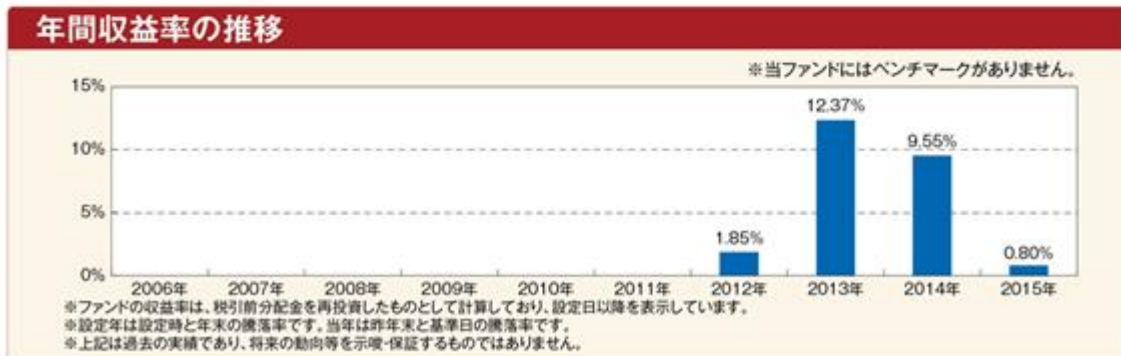 年間収益率の推移
※当ファンドにはベンチマークがありません。
15%
12.37%
10%
9.55%
5%
1.85%
0.80%
0%
2006年 2007年 2008年 2009年 2010年 2011年 2012年 2013年 2014年 2015年
※ファンドの収益率は、税引前分配金を再投資したものとして計算しており、設定日以降を表示しています。
※設定年は設定時と年末の騰落率です。当年は昨年末と基準日の騰落率です。
※上記は過去の実績であり、将来の動向等を示唆・保証するものではありません。